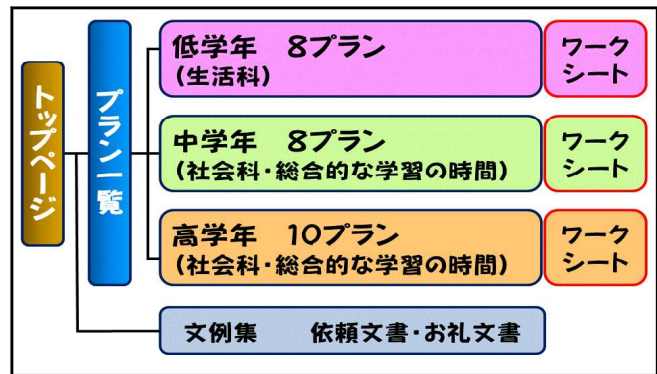 トップページ
プラン一覧
低学年　8プラン
(生活科)
ワーク
シート
中学年　8プラン
(社会科・総合的な学習の時間)
ワーク
シート
高学年　10プラン
(社会科・総合的な学習の時間)
ワーク
シート
文例集　　依頼文書・お礼文書